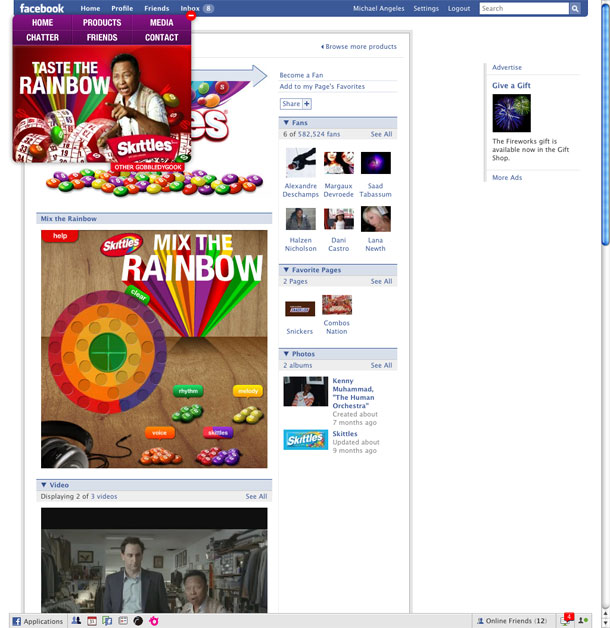 facebook Home Profile Friends Inbox 8 Michael Angeles Settings Logout Search
HOME PRODUCTS MEDIA
CHATTER FRIENDS CONTACT
TASTE THE
RAINBOW
Skittles
OTHER GOBBLEDYGOOK
Browse more products
Become a Fan
Add to my Page's Favorites
Share +
Fans
6 of 582,524 fans See All
Alexandre Deschamps
Margaux Devroede
Saad Tabassum
Halzen Nicholson
Dani Castro
Lana Newth
Favorite Pages
2 Pages See All
Snickers
Combos Nation
Photos
2 albums See All
Kenny
Muhammad,
"The Human
Orchestra"
Created about
7 months ago
Skittles
Skittles
Updated about
9 months ago
Advertise
Give a Gift
The Fireworks gift is
available now in the Gift
Shop.
More Ads
Mix the Rainbow
help
Skittles MIX THE
RAINBOW
clear
rhythm melody
voice skittles
Video
Displaying 2 of 3 videos See All
Applications 31 Online Friends (12) 4